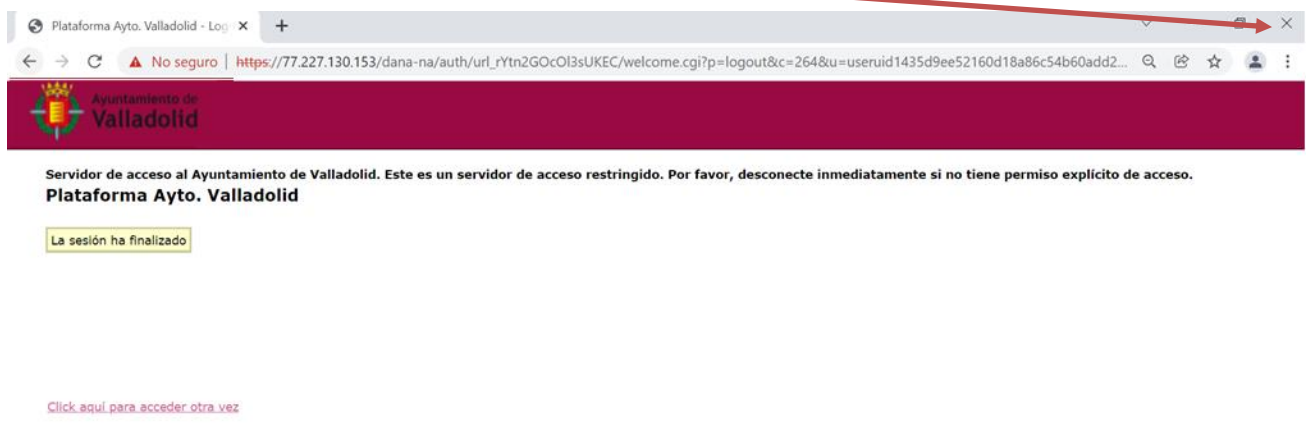 Plataforma Ayto. Valladolid - Log
No seguro | https://77.227.130.153/dana-na/auth/url_rYtn2GOcOl3sUKEC/welcome.cgi?p=logout&c=264&u=useruid1435d9ee52160d18a86c54b60add2...
Ayuntamiento de
Valladolid
Servidor de acceso al Ayuntamiento de Valladolid. Este es un servidor de acceso restringido. Por favor, desconecte inmediatamente si no tiene permiso explícito de acceso.
Plataforma Ayto. Valladolid
La sesión ha finalizado
Click aquí para acceder otra vez